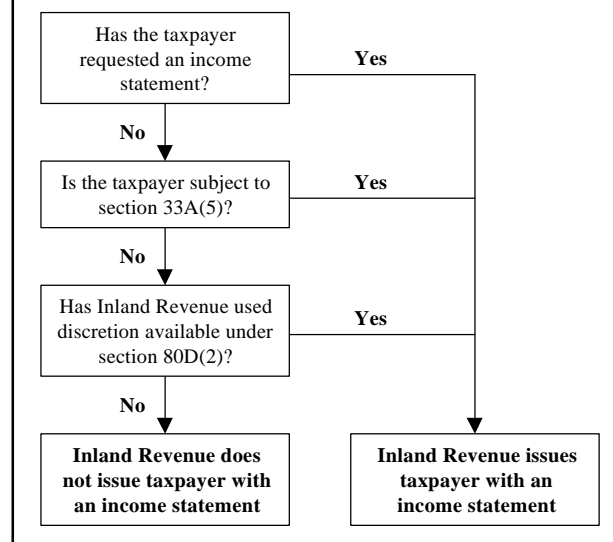 Has the taxpayer
requested an income
statement?
Yes
No
Is the taxpayer subject to
section 33A(5)?
Yes
No
Has Inland Revenue used
discretion available under
section 80D(2)?
Yes
No
Inland Revenue does
not issue taxpayer with
an income statement
Inland Revenue issues
taxpayer with an
income statement